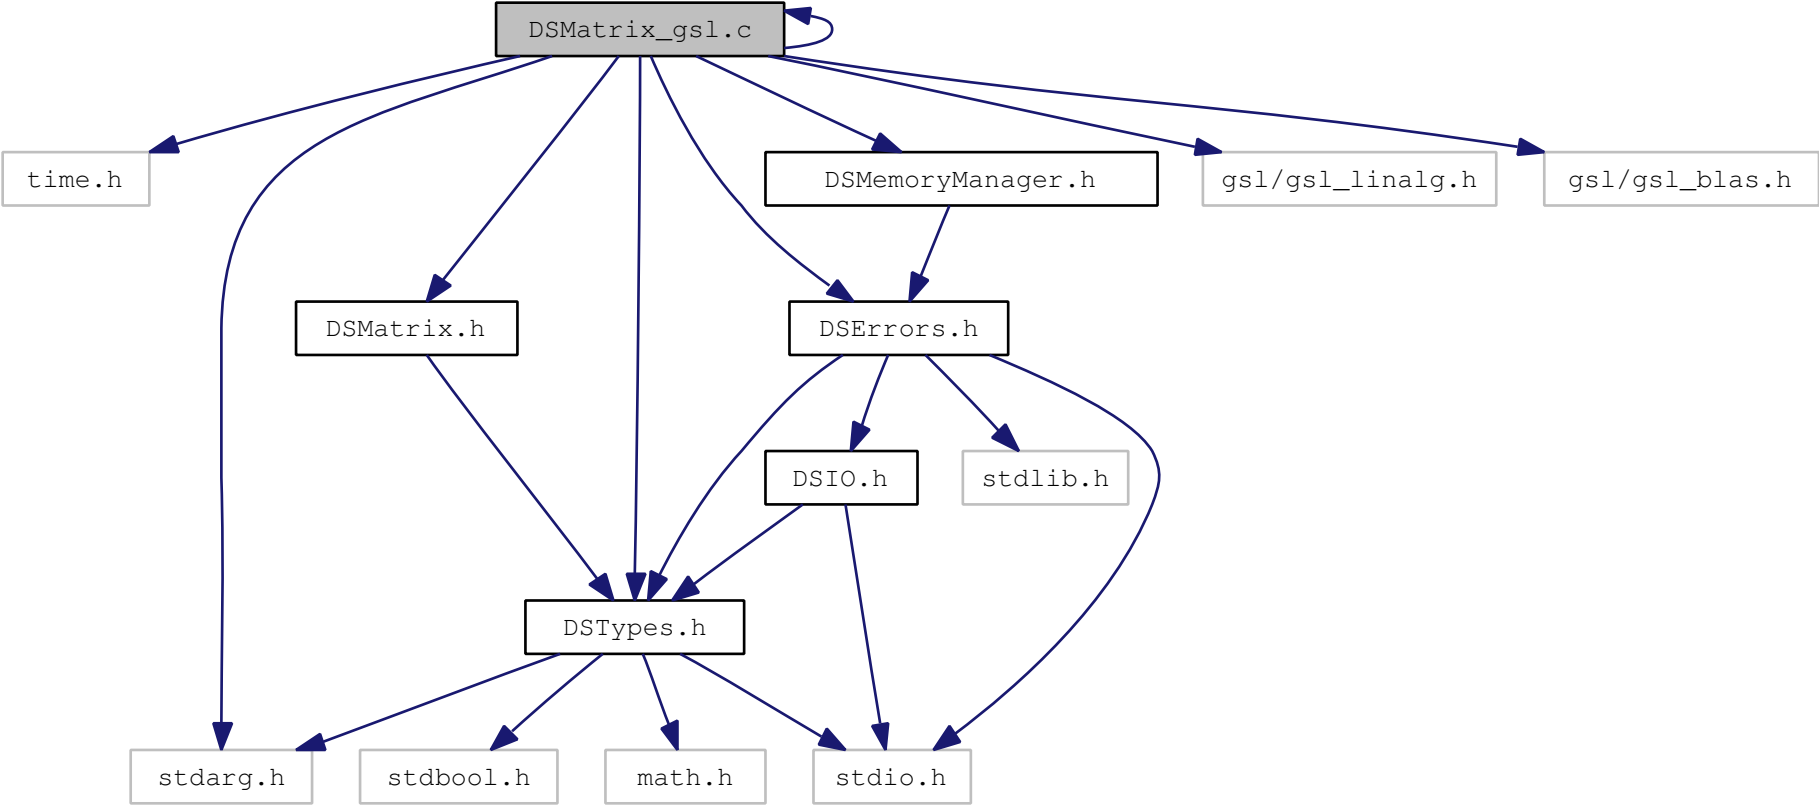 DSMatrix_gsl.c
time.h
DSMemoryManager.h
gsl/gsl_linalg.h
gsl/gsl_blas.h
DSMatrix.h
DSErrors.h
DSIO.h
stdlib.h
DSTypes.h
stdarg.h
stdbool.h
math.h
stdio.h